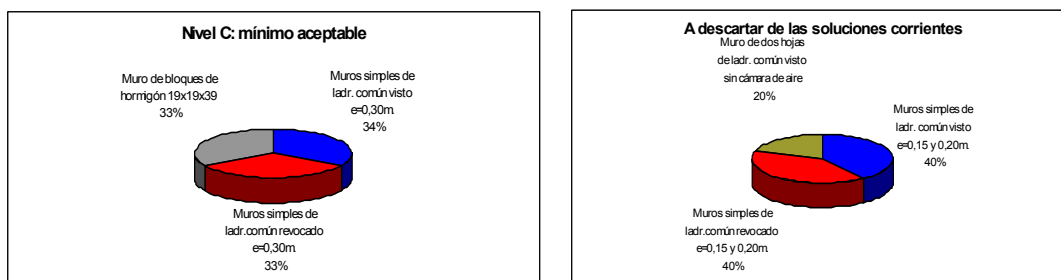 Nivel C: mínimo aceptable
Muro de bloques de
hormigón 19x19x39
33%
Muros simples de
ladr. común visto
e=0,30m.
34%
Muros simples de
ladr.común revocado
e=0,30m.
33%
A descartar de las soluciones corrientes
Muro de dos hojas
de ladr. común visto
sin cámara de aire
20%
Muros simples de
ladr. común visto
e=0,15 y 0,20m.
40%
Muros simples de
ladr.común revocado
e=0,15 y 0,20m.
40%